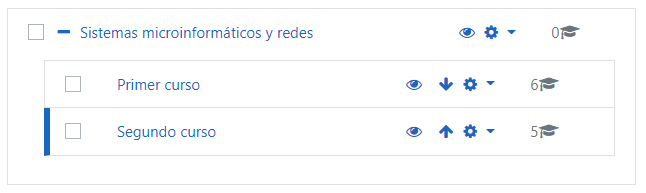 Sistemas microinformáticos y redes 0
Primer curso 6
Segundo curso 5